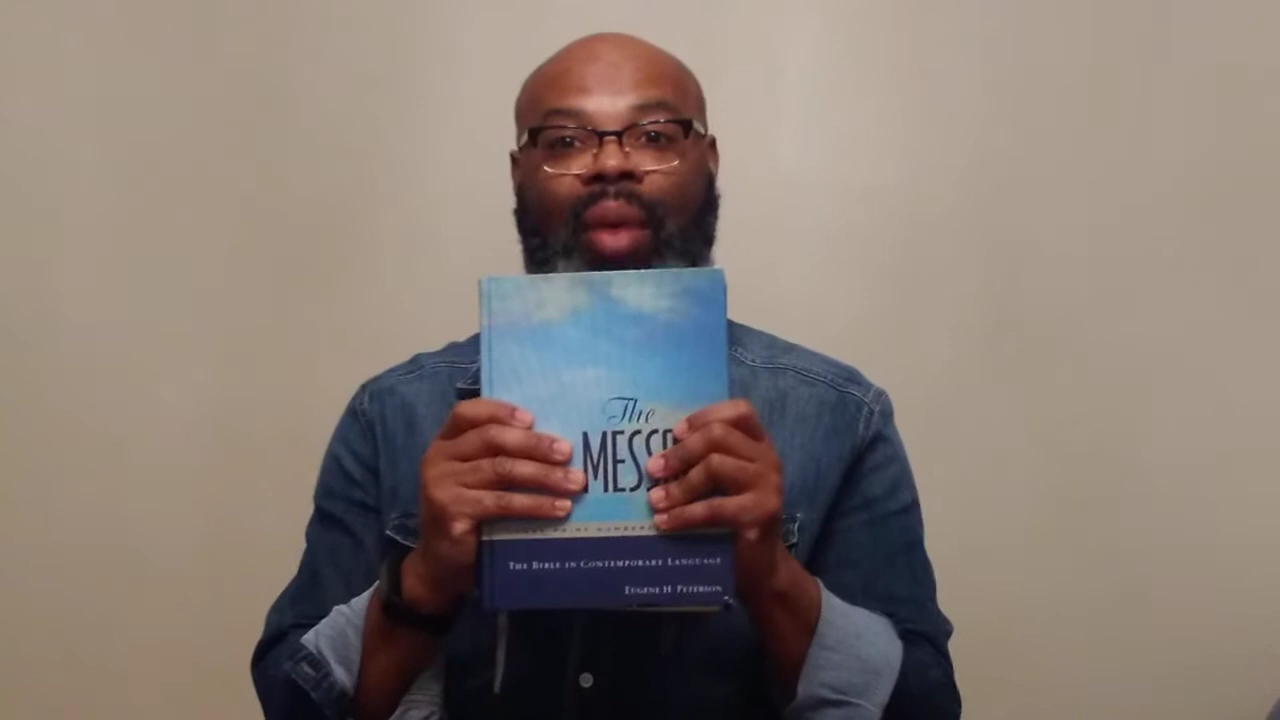 The
MESS
THE BIBLE IN CONTEMPORARY LANGUAGE
EUGENE H. PETERSON